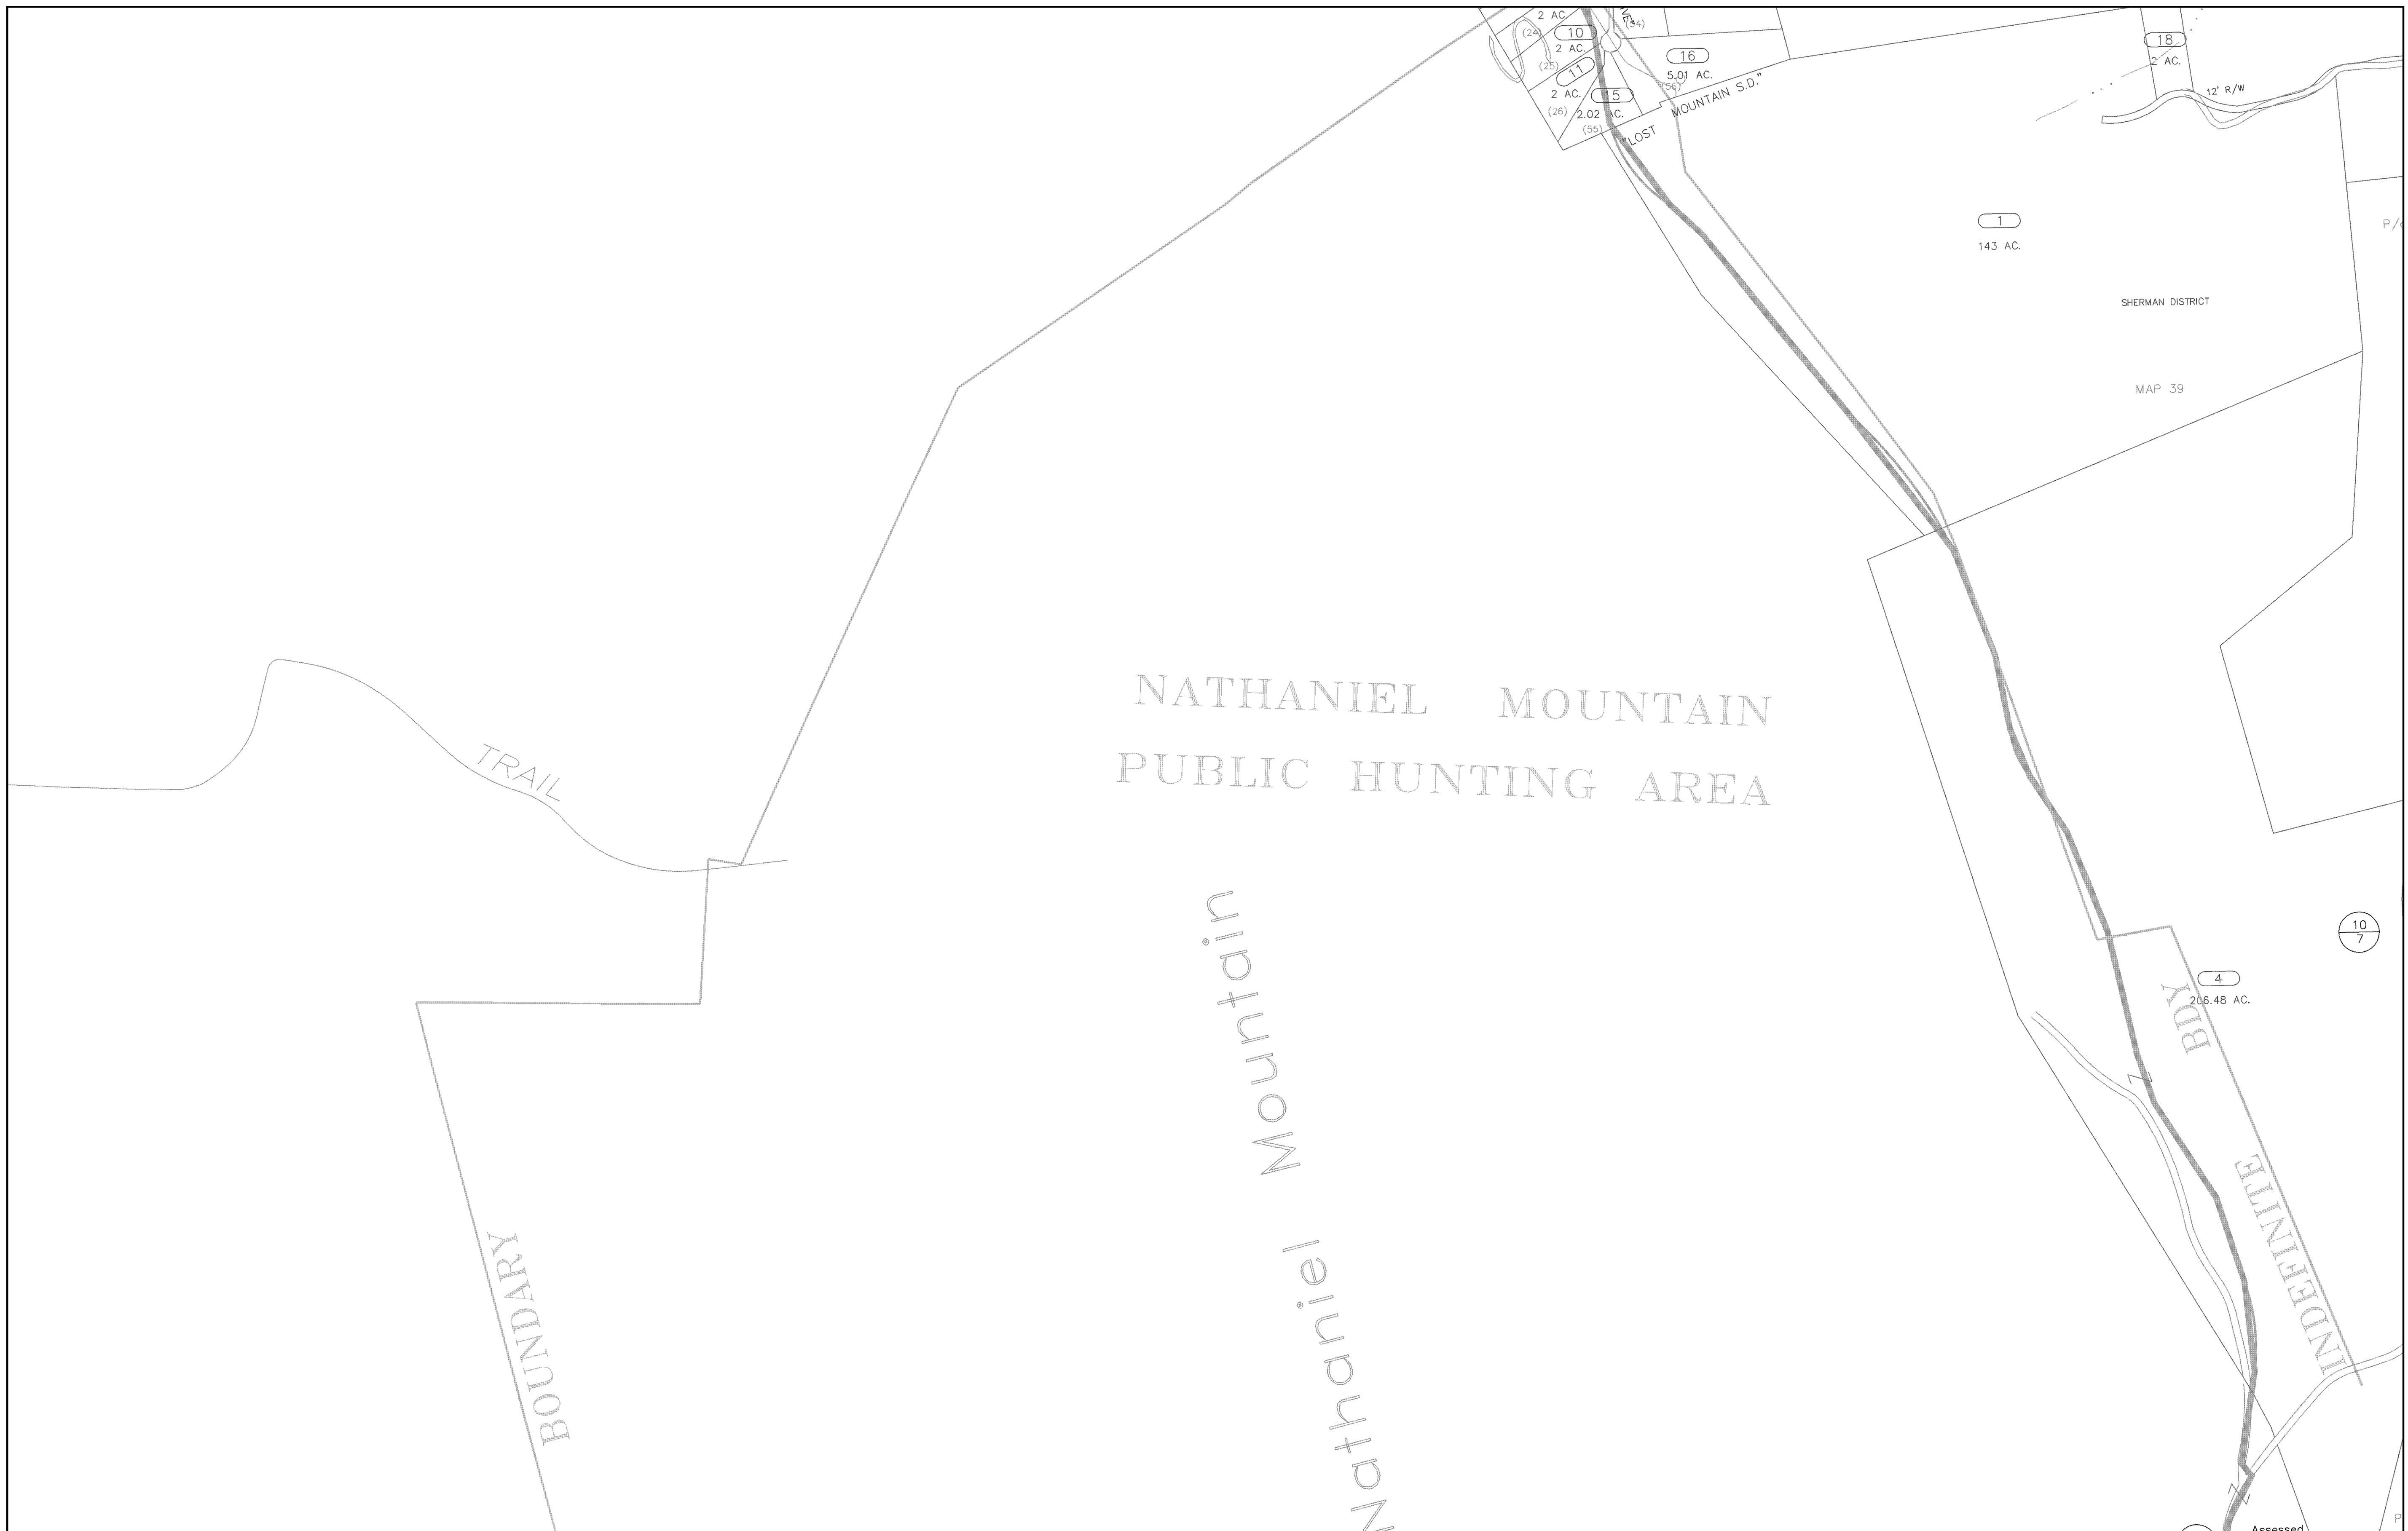 2 AC.
(24)
10
2 AC.
(25)
11
2 AC.
(26)
15
2.02 AC.
(55)
(54)
16
5.01 AC.
(56)
"LOST MOUNTAIN S.D."
18
2 AC.
12' R/W
1
143 AC.
SHERMAN DISTRICT
MAP 39
NATHANIEL MOUNTAIN
PUBLIC HUNTING AREA
TRAIL
10
7
4
206.48 AC.
INDEFINITE BDY
Nathaniel Mountain
BOUNDARY
Assessed